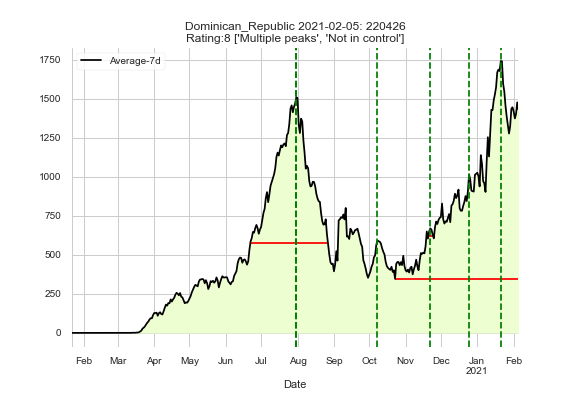 Dominican_Republic 2021-02-05: 220426
Rating:8 ['Multiple peaks', 'Not in control']
Average-7d
1750
1500
1250
1000
750
500
250
0
Feb Mar Apr May Jun Jul Aug Sep Oct Nov Dec Jan Feb
2021
Date